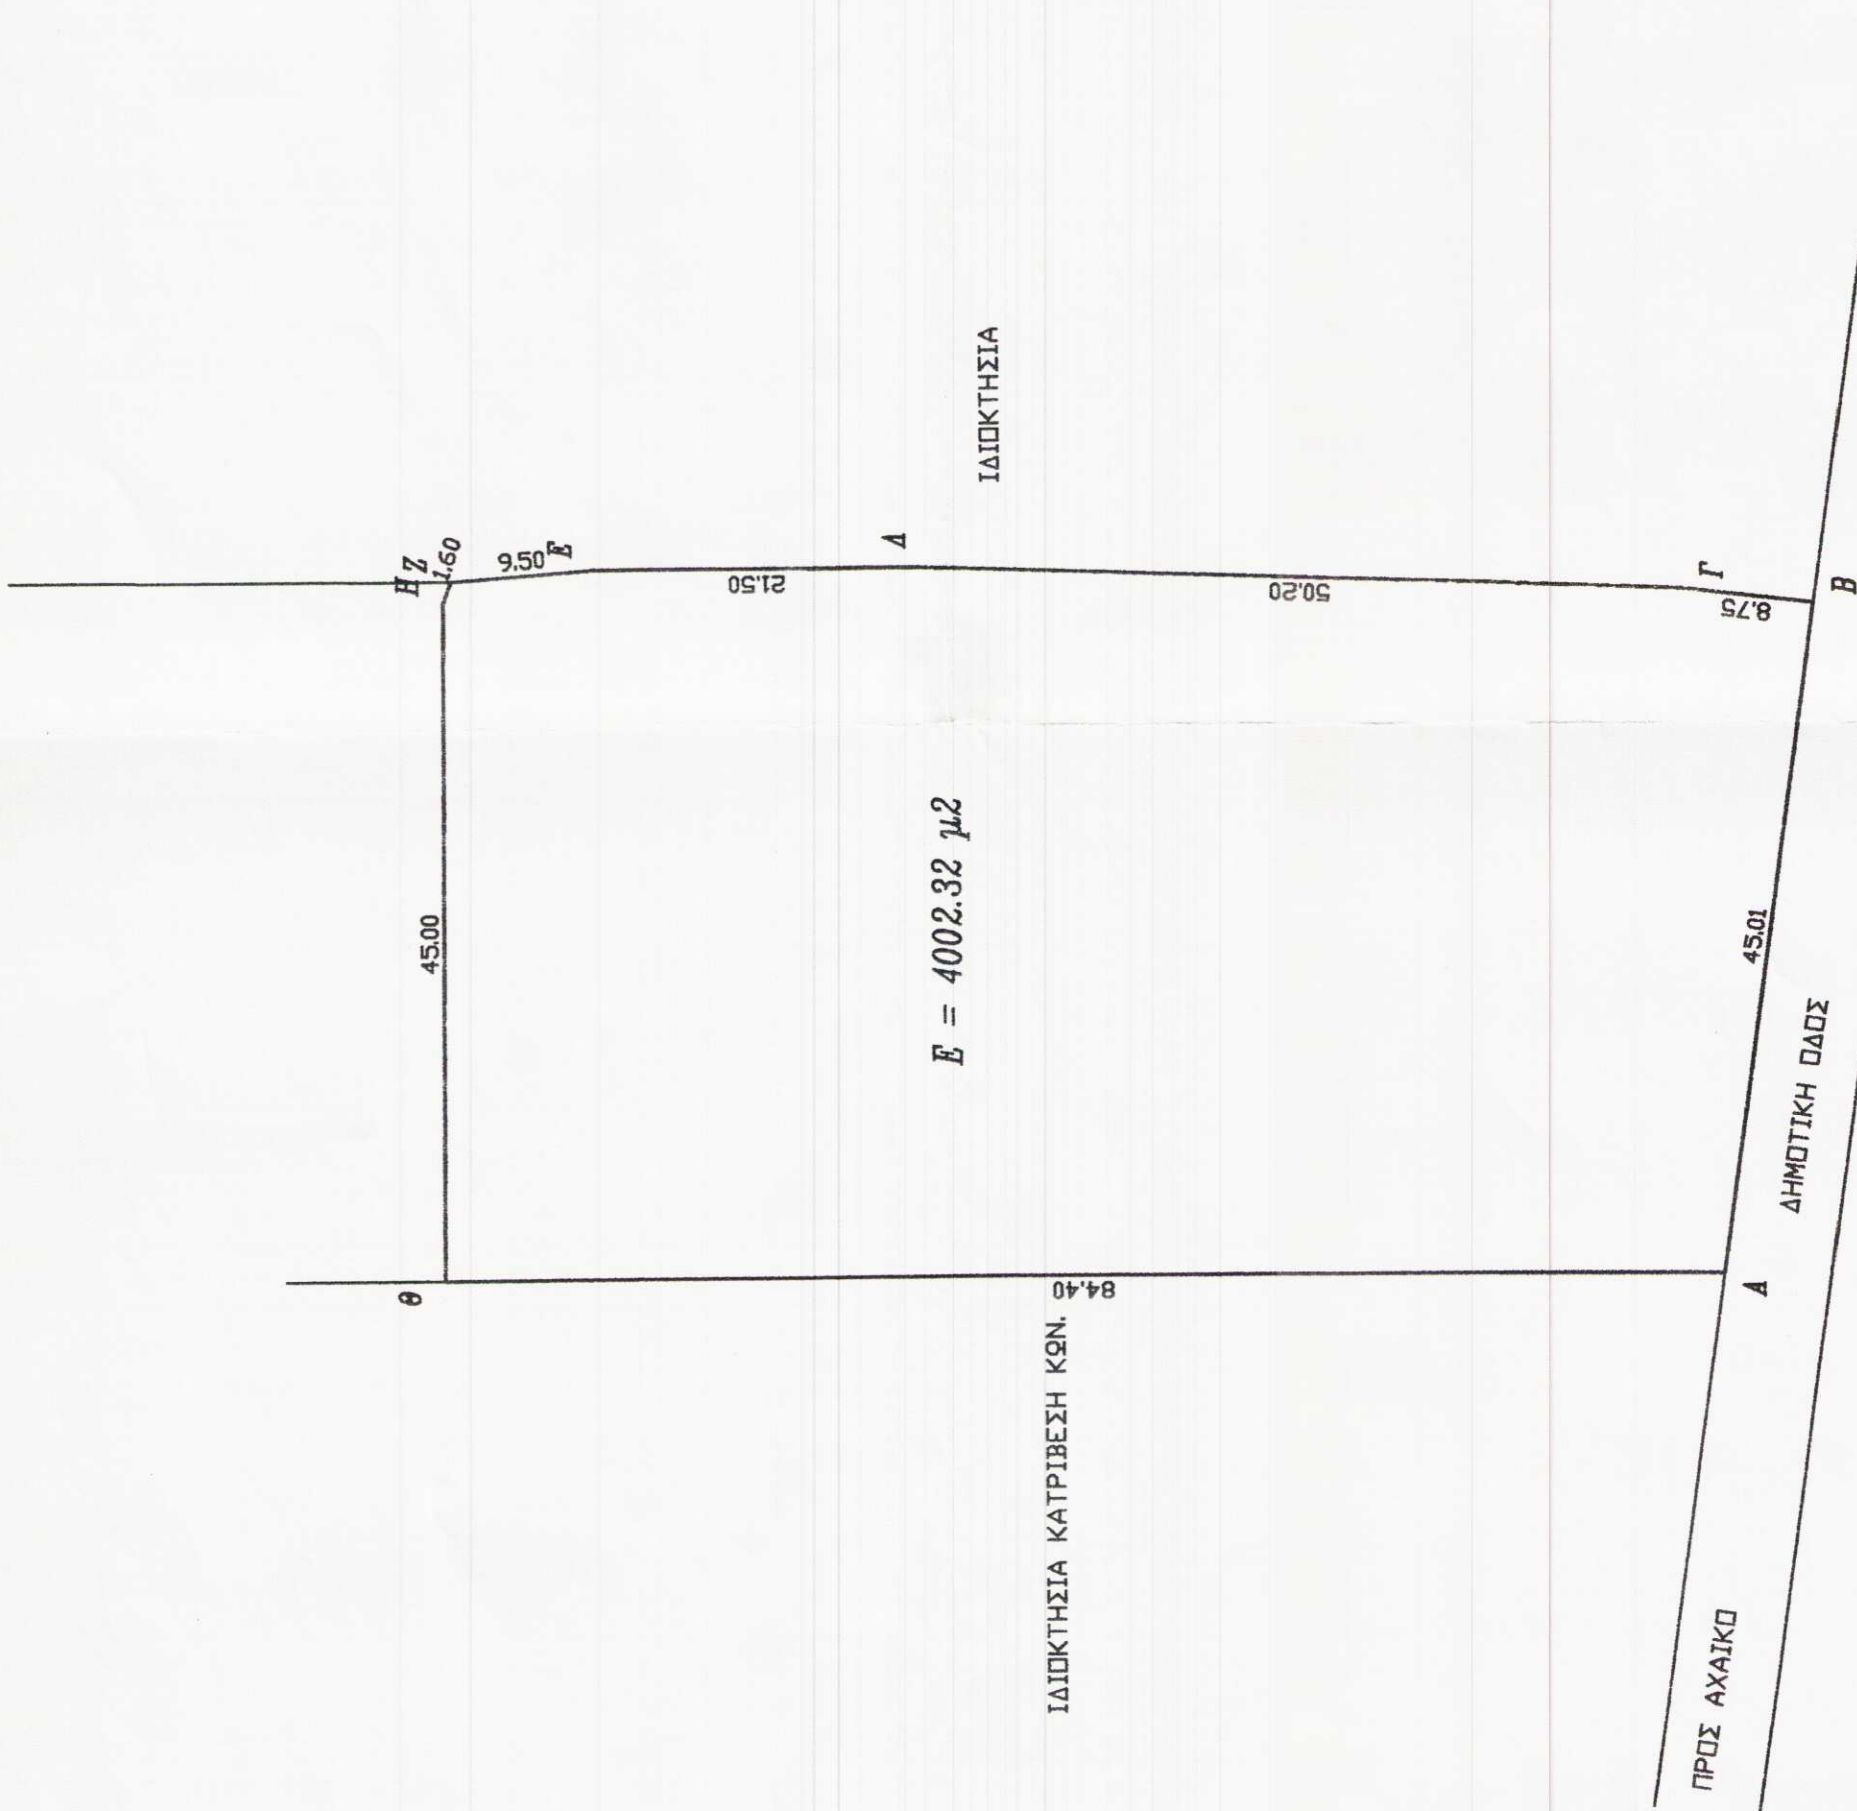 H
Z
1.60
9.50
E
21.50
Δ
ΙΔΙΟΚΤΗΣΙΑ
50.20
Γ
8.75
B
45.00
E = 4002.32 μ2
45.01
ΔΗΜΟΤΙΚΗ ΟΔΟΣ
Θ
84.40
A
ΙΔΙΟΚΤΗΣΙΑ ΚΑΤΡΙΒΕΣΗ ΚΩΝ.
ΠΡΟΣ ΑΧΑΙΚΟ